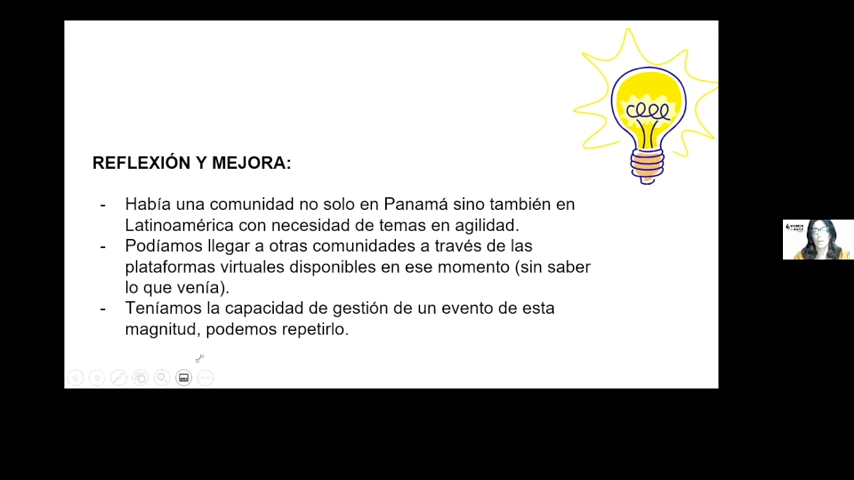 REFLEXIÓN Y MEJORA:
- Había una comunidad no solo en Panamá sino también en
Latinoamérica con necesidad de temas en agilidad.
- Podíamos llegar a otras comunidades a través de las
plataformas virtuales disponibles en ese momento (sin saber
lo que venía).
- Teníamos la capacidad de gestión de un evento de esta
magnitud, podemos repetirlo.